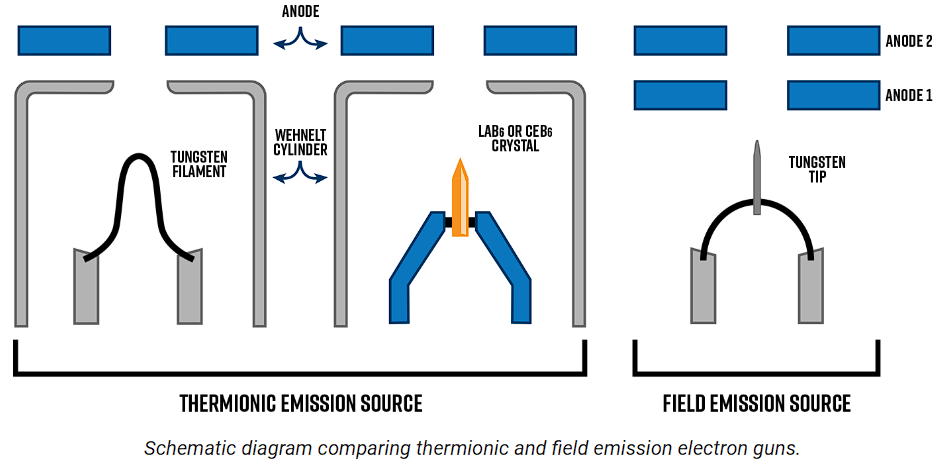 ANODE
ANODE 2
ANODE 1
WEHNELT
CYLINDER
TUNGSTEN
FILAMENT
LAB₆ OR CEB₆
CRYSTAL
TUNGSTEN
TIP
THERMIONIC EMISSION SOURCE
FIELD EMISSION SOURCE
Schematic diagram comparing thermionic and field emission electron guns.